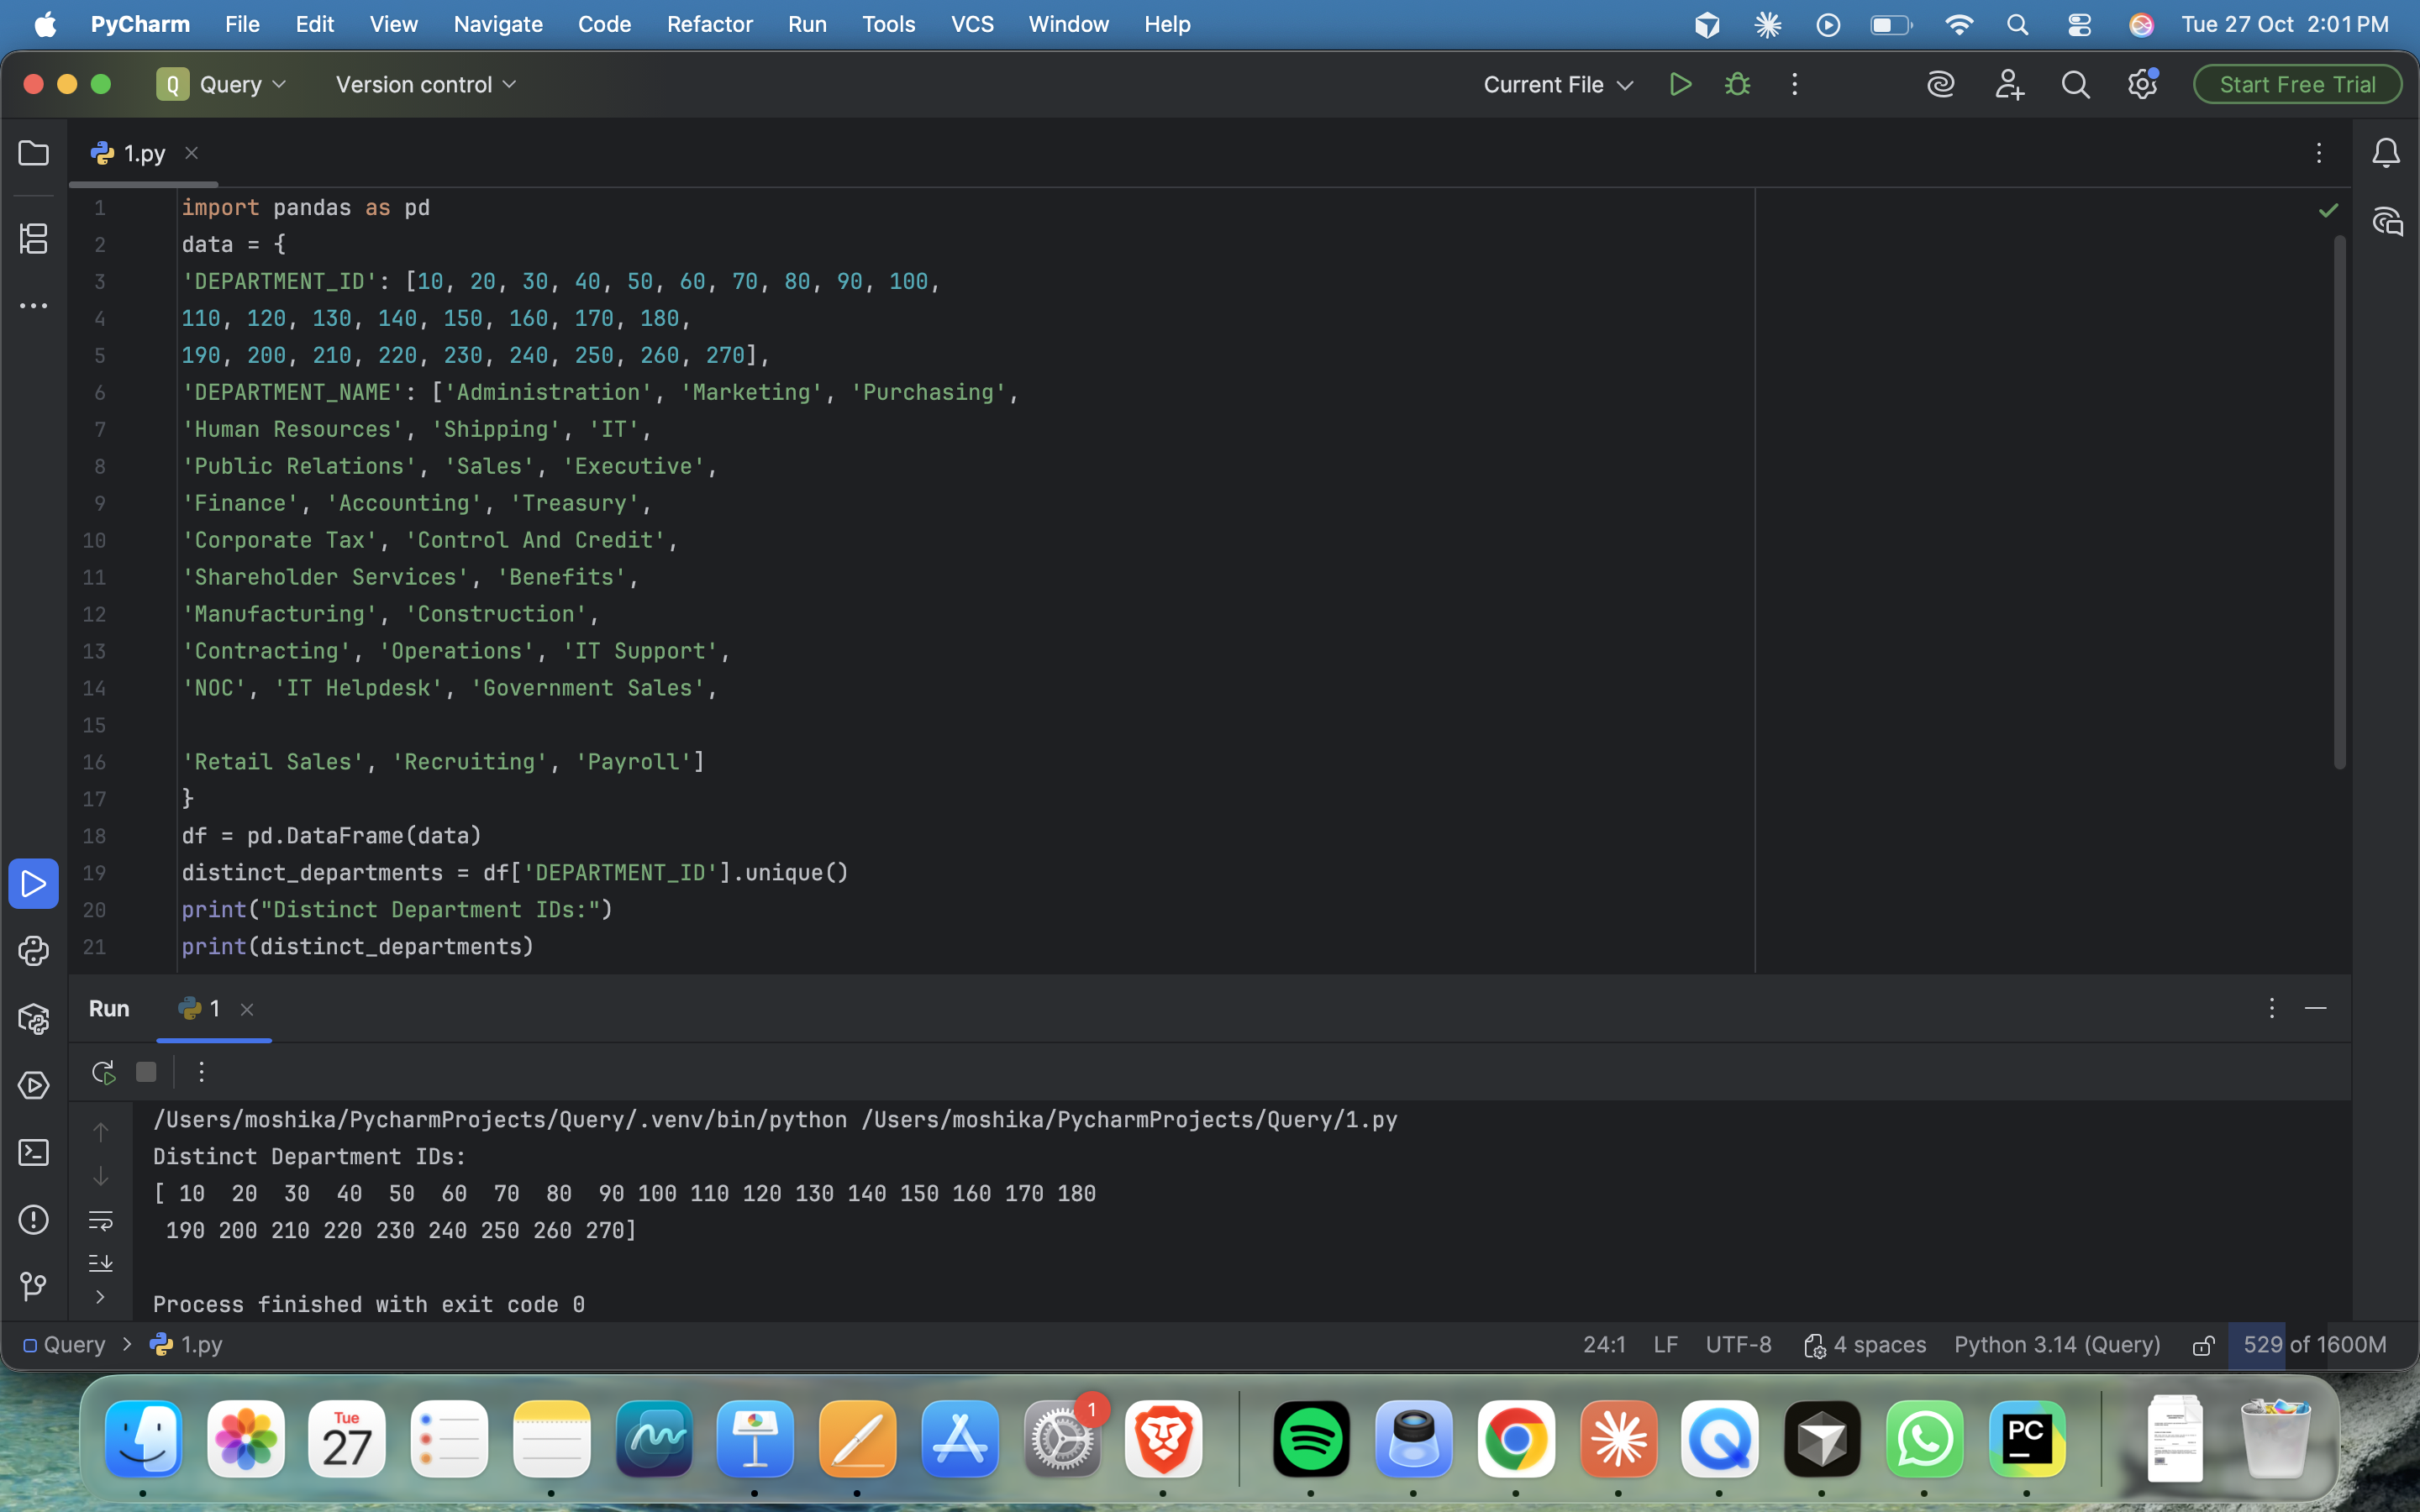 PyCharm File Edit View Navigate Code Refactor Run Tools VCS Window Help Tue 27 Oct 2:01 PM
Q Query Version control Current File Start Free Trial
1.py
1 import pandas as pd
2 data = {
3 'DEPARTMENT_ID': [10, 20, 30, 40, 50, 60, 70, 80, 90, 100,
4 110, 120, 130, 140, 150, 160, 170, 180,
5 190, 200, 210, 220, 230, 240, 250, 260, 270],
6 'DEPARTMENT_NAME': ['Administration', 'Marketing', 'Purchasing',
7 'Human Resources', 'Shipping', 'IT',
8 'Public Relations', 'Sales', 'Executive',
9 'Finance', 'Accounting', 'Treasury',
10 'Corporate Tax', 'Control And Credit',
11 'Shareholder Services', 'Benefits',
12 'Manufacturing', 'Construction',
13 'Contracting', 'Operations', 'IT Support',
14 'NOC', 'IT Helpdesk', 'Government Sales',
15
16 'Retail Sales', 'Recruiting', 'Payroll']
17 }
18 df = pd.DataFrame(data)
19 distinct_departments = df['DEPARTMENT_ID'].unique()
20 print("Distinct Department IDs:")
21 print(distinct_departments)
Run 1
/Users/moshika/PycharmProjects/Query/.venv/bin/python /Users/moshika/PycharmProjects/Query/1.py
Distinct Department IDs:
[ 10  20  30  40  50  60  70  80  90 100 110 120 130 140 150 160 170 180
 190 200 210 220 230 240 250 260 270]
Process finished with exit code 0
Query > 1.py 24:1 LF UTF-8 4 spaces Python 3.14 (Query) 529 of 1600M
Tue
27
1
PC